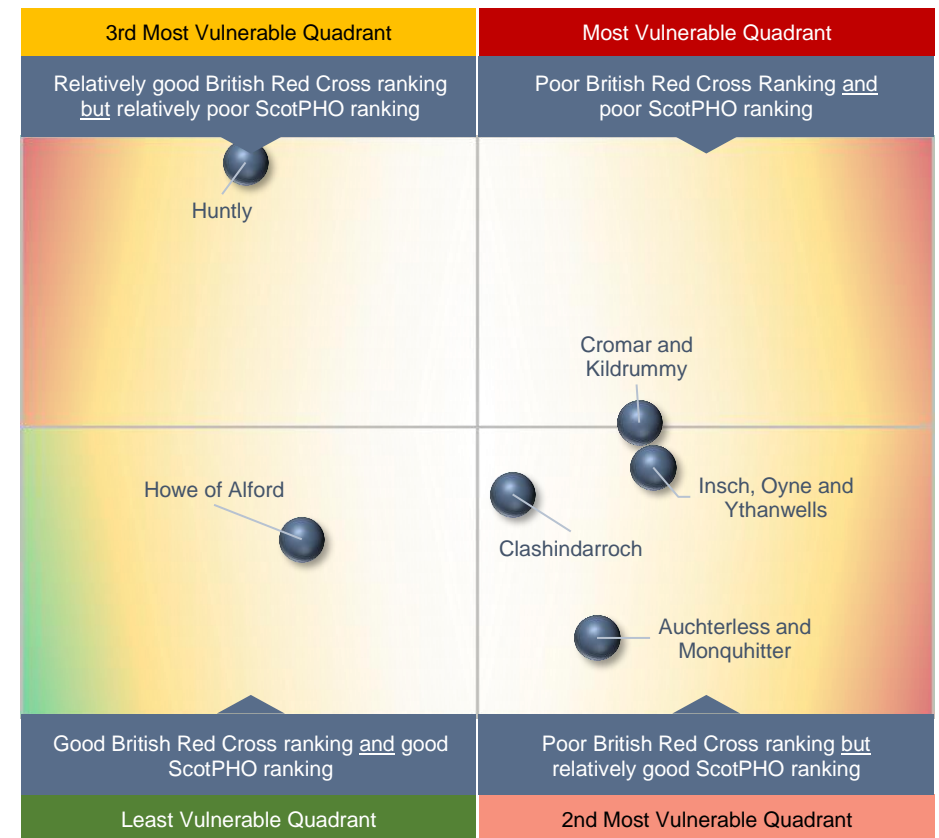 3rd Most Vulnerable Quadrant
Most Vulnerable Quadrant
Relatively good British Red Cross ranking
but relatively poor ScotPHO ranking
Poor British Red Cross Ranking and
poor ScotPHO ranking
Huntly
Cromar and
Kildrummy
Howe of Alford
Insch, Oyne and
Ythanwells
Clashindarroch
Auchterless and
Monquhitter
Good British Red Cross ranking and good
ScotPHO ranking
Poor British Red Cross ranking but
relatively good ScotPHO ranking
Least Vulnerable Quadrant
2nd Most Vulnerable Quadrant